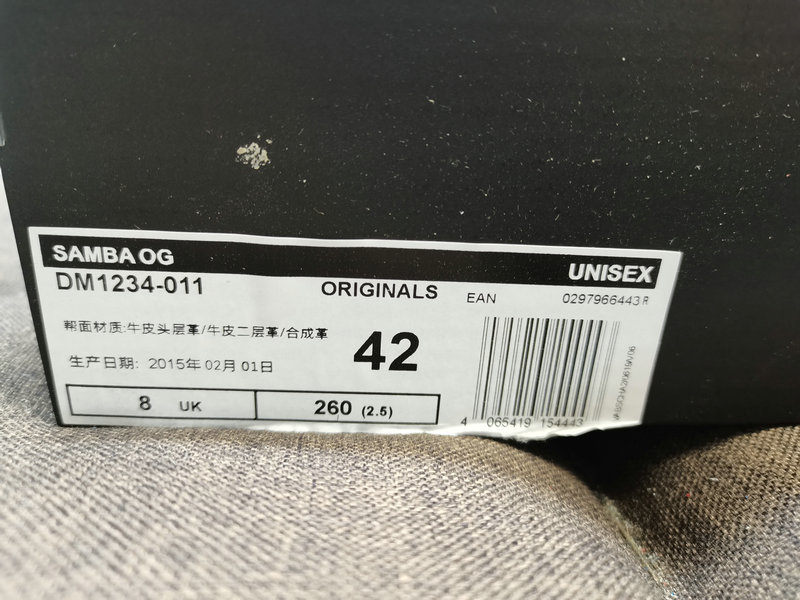 SAMBA OG
UNISEX
DM1234-011
ORIGINALS
EAN
0297966443 R
帮面材质:牛皮头层革/牛皮二层革/合成革
42
生产日期: 2015年 02月 01日
8 UK
260 (2.5)
4 065419 154443